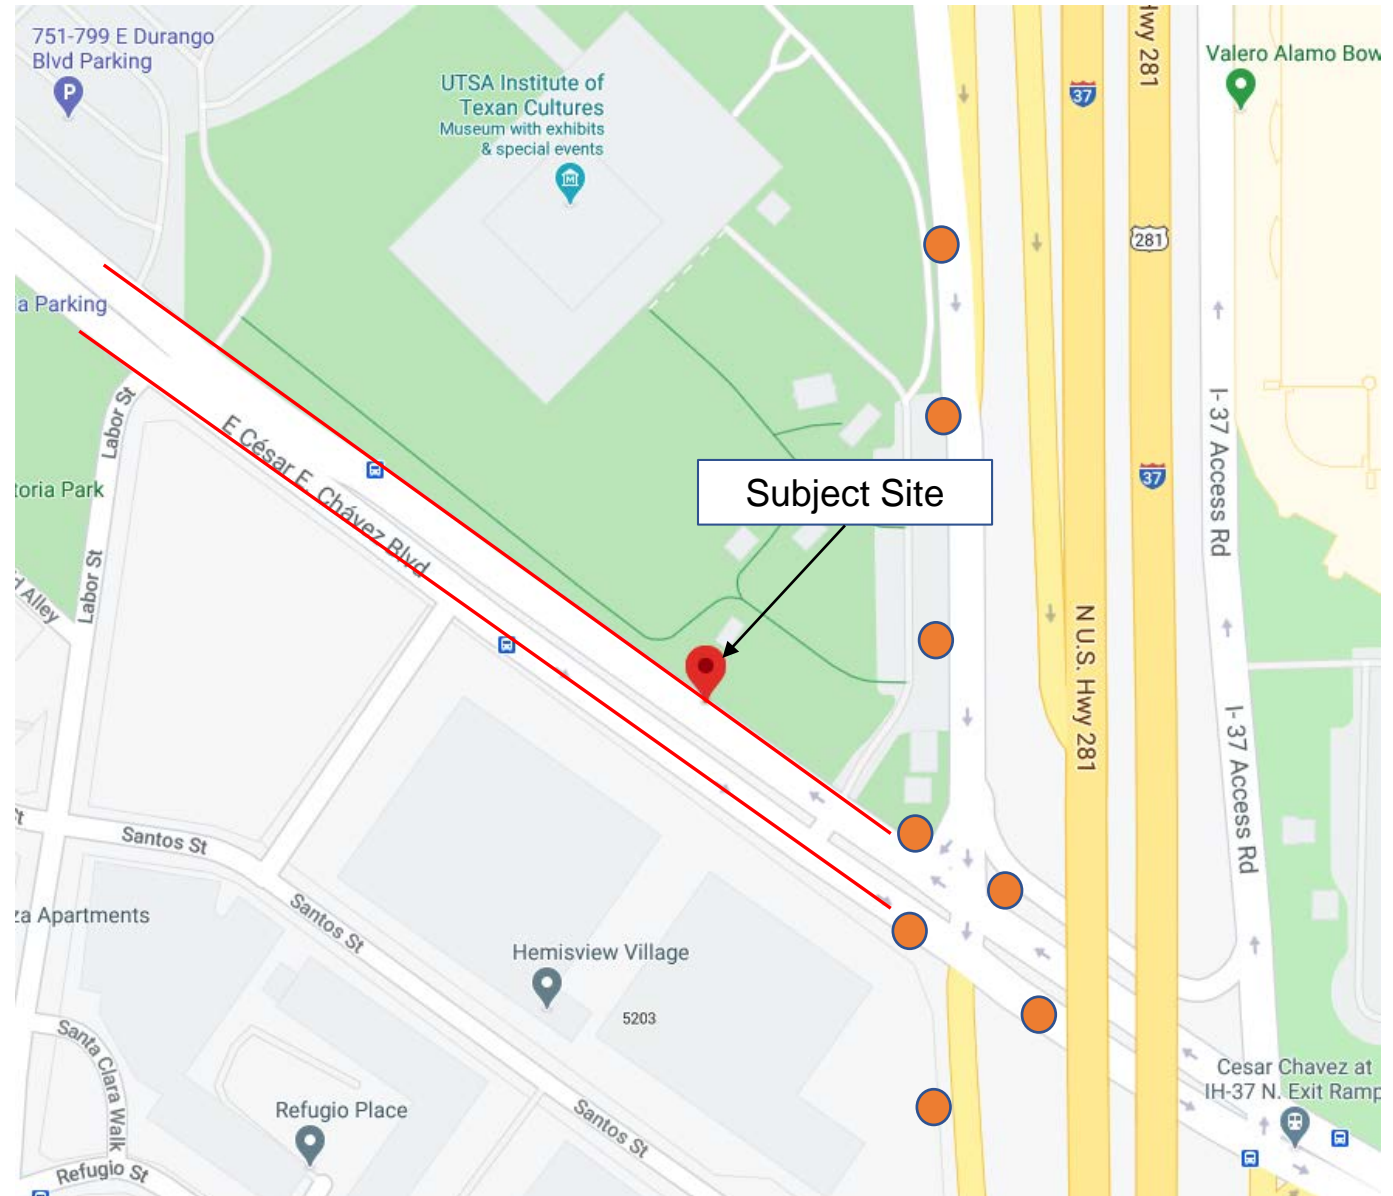 751-799 E Durango
Blvd Parking
P
UTSA Institute of
Texan Cultures
Museum with exhibits
& special events
37
Hwy 281
Valero Alamo Bow
281
a Parking
Labor St
E César E. Chávez Blvd
I-37 Access Rd
37
toria Park
Subject Site
Labor St
d Alley
N U.S. Hwy 281
I-37 Access Rd
St
Santos St
za Apartments
Santos St
Hemisview Village
5203
Santa Clara Walk
Cesar Chavez at
IH-37 N. Exit Ramp
Refugio Place
Santos St
Refugio St